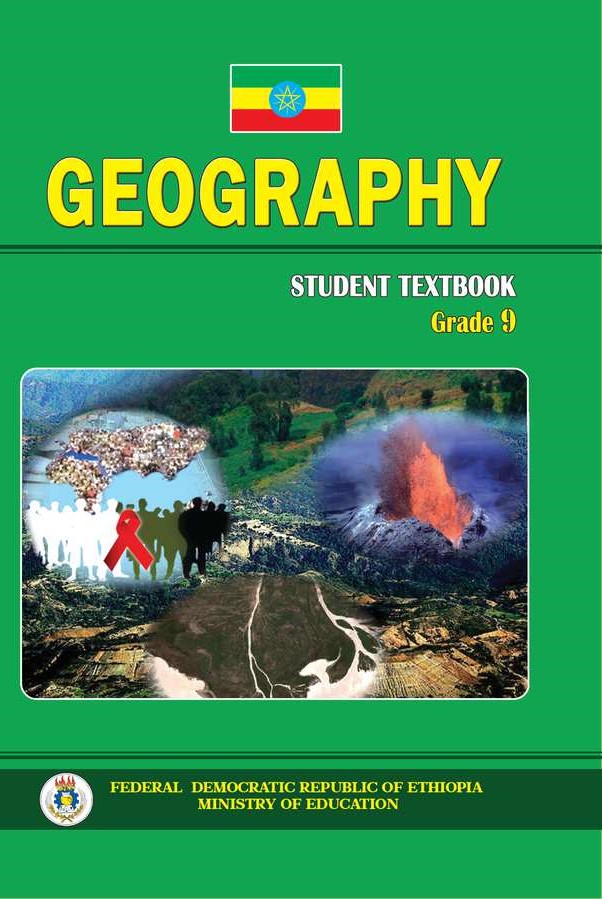 GEOGRAPHY
STUDENT TEXTBOOK
Grade 9
FEDERAL DEMOCRATIC REPUBLIC OF ETHIOPIA
MINISTRY OF EDUCATION